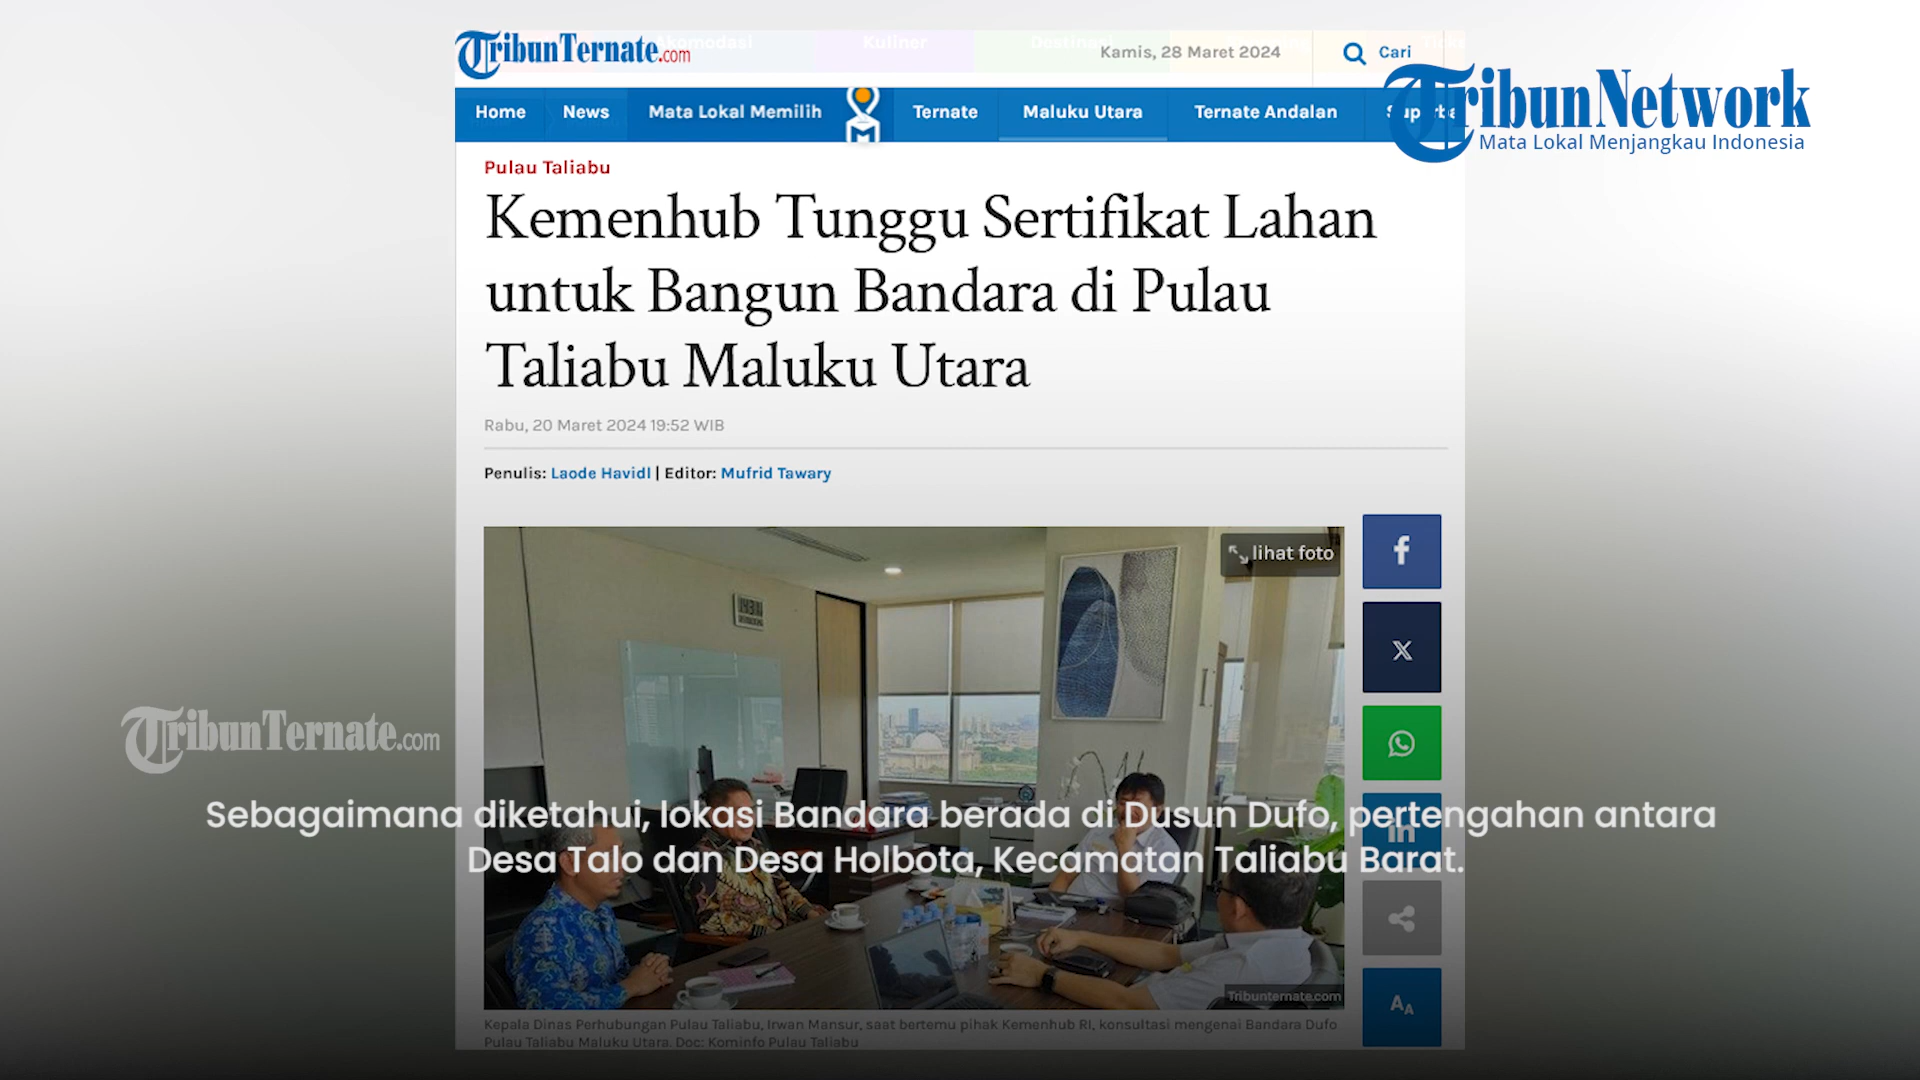 TribunTernate.com
Akomodasi
Kuliner
Destinasi
Kamis, 28 Maret 2024
Cari
TribunNetwork
Mata Lokal Menjangkau Indonesia
Home
News
Mata Lokal Memilih
Ternate
Maluku Utara
Ternate Andalan
Superba
Pulau Taliabu
Kemenhub Tunggu Sertifikat Lahan
untuk Bangun Bandara di Pulau
Taliabu Maluku Utara
Rabu, 20 Maret 2024 19:52 WIB
Penulis: Laode Havidl | Editor: Mufrid Tawary
lihat foto
TribunTernate.com
Sebagaimana diketahui, lokasi Bandara berada di Dusun Dufo, pertengahan antara
Desa Talo dan Desa Holbota, Kecamatan Taliabu Barat.
Tribunternate.com
Kepala Dinas Perhubungan Pulau Taliabu, Irwan Mansur, saat bertemu pihak Kemenhub RI, konsultasi mengenai Bandara Dufo
Pulau Taliabu Maluku Utara. Doc: Kominfo Pulau Taliabu